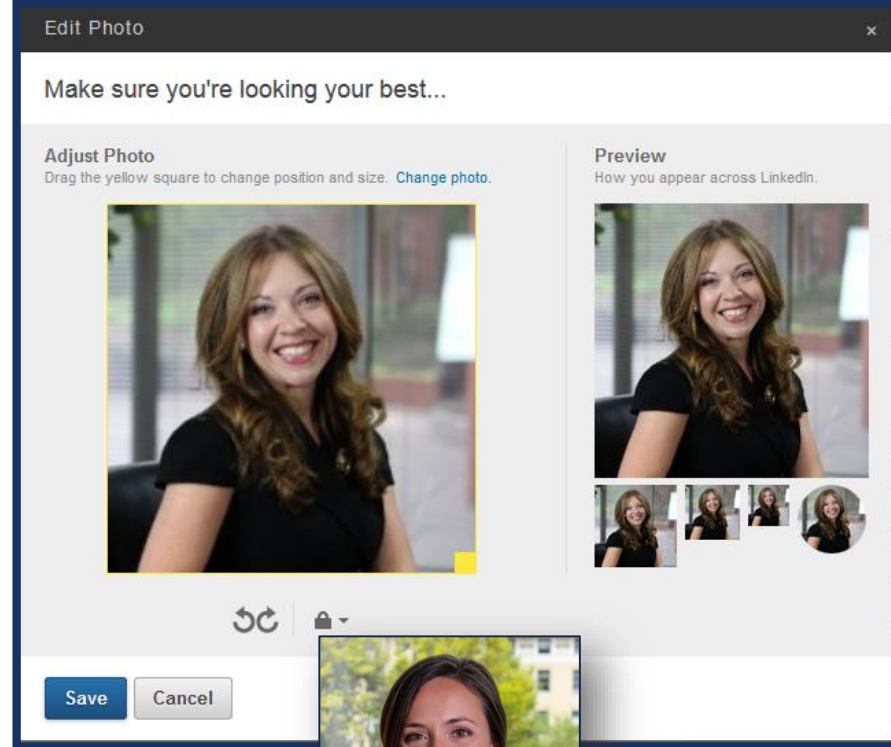 Edit Photo ×
Make sure you're looking your best...
Adjust Photo
Drag the yellow square to change position and size. Change photo.
Preview
How you appear across LinkedIn.
Save Cancel